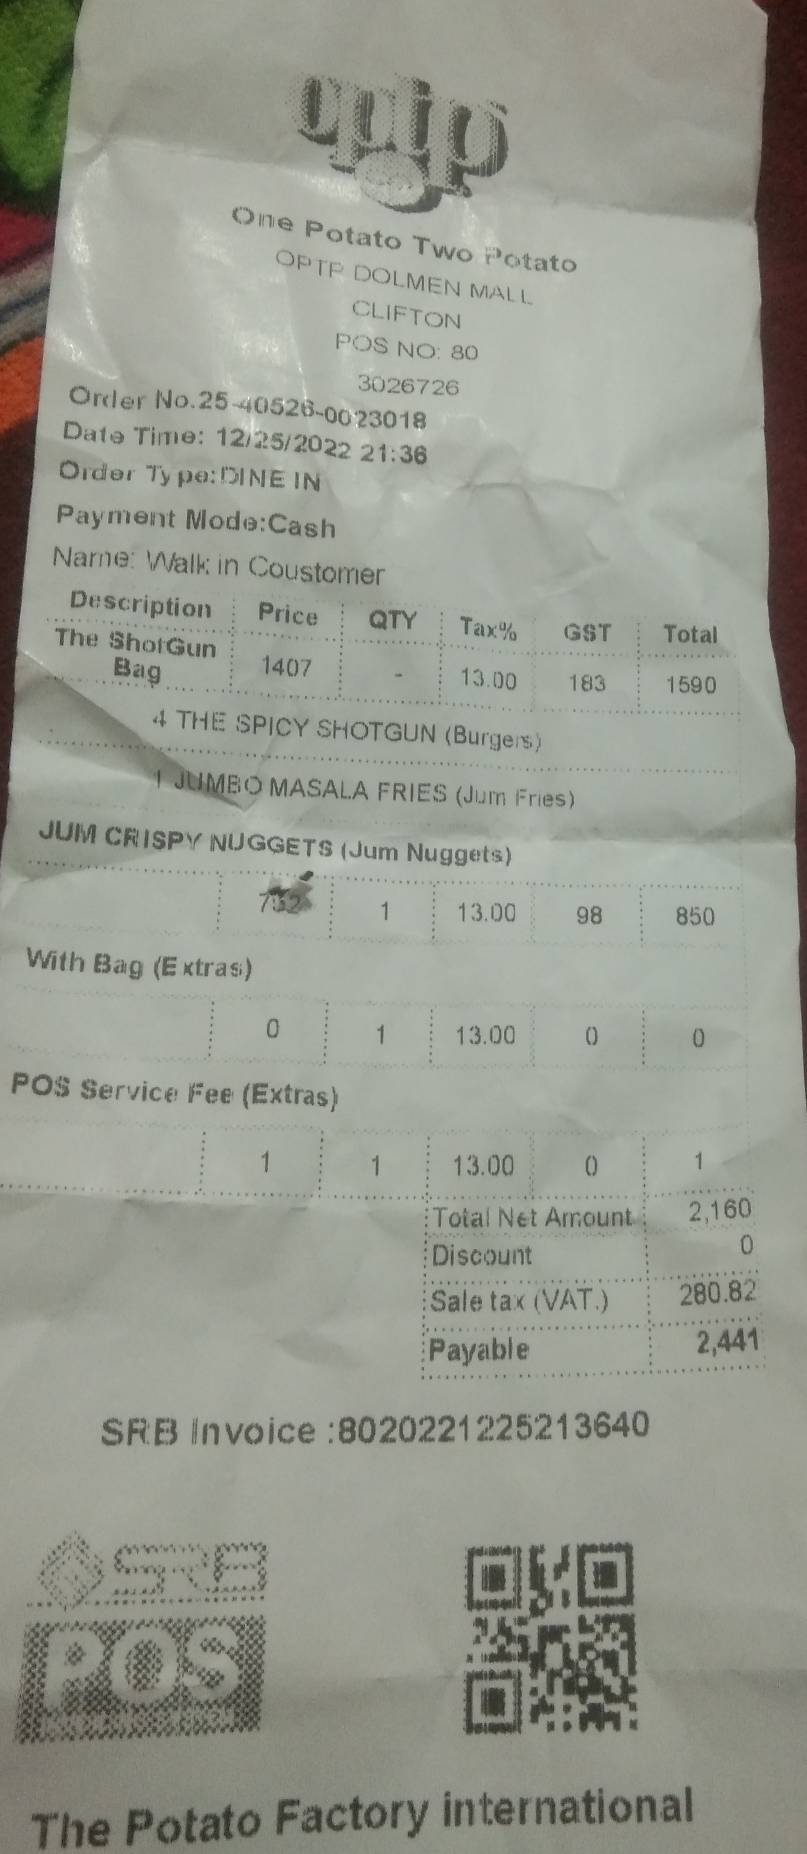 optp
One Potato Two Potato
OPTP DOLMEN MALL
CLIFTON
POS NO: 80
3026726
Order No.25-40526-0023018
Date Time: 12/25/2022 21:36
Order Type:DINE IN
Payment Mode:Cash
Name: Walk in Coustomer
Description Price QTY Tax% GST Total
The ShotGun Bag 1407 - 13.00 183 1590
4 THE SPICY SHOTGUN (Burgers)
1 JUMBO MASALA FRIES (Jum Fries)
JUM CRISPY NUGGETS (Jum Nuggets)
752 1 13.00 98 850
With Bag (Extras)
0 1 13.00 0 0
POS Service Fee (Extras)
1 1 13.00 0 1
Total Net Amount 2,160
Discount 0
Sale tax (VAT.) 280.82
Payable 2,441
SRB Invoice :8020221225213640
SRB
POS
The Potato Factory international